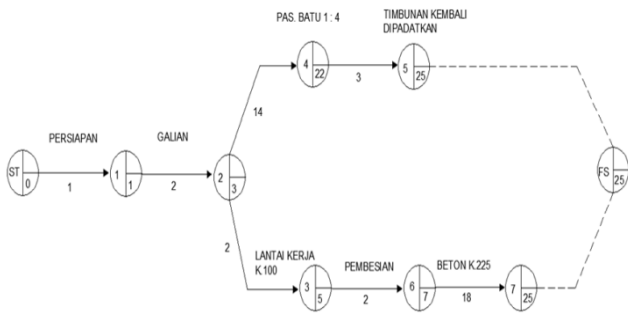 PAS. BATU 1 : 4
TIMBUNAN KEMBALI
DIPADATKAN
4
22
3
5
25
14
PERSIAPAN
GALIAN
ST
0
1
1
1
2
2
3
FS
25
2
LANTAI KERJA
K.100
PEMBESIAN
BETON K.225
3
5
2
6
7
18
7
25